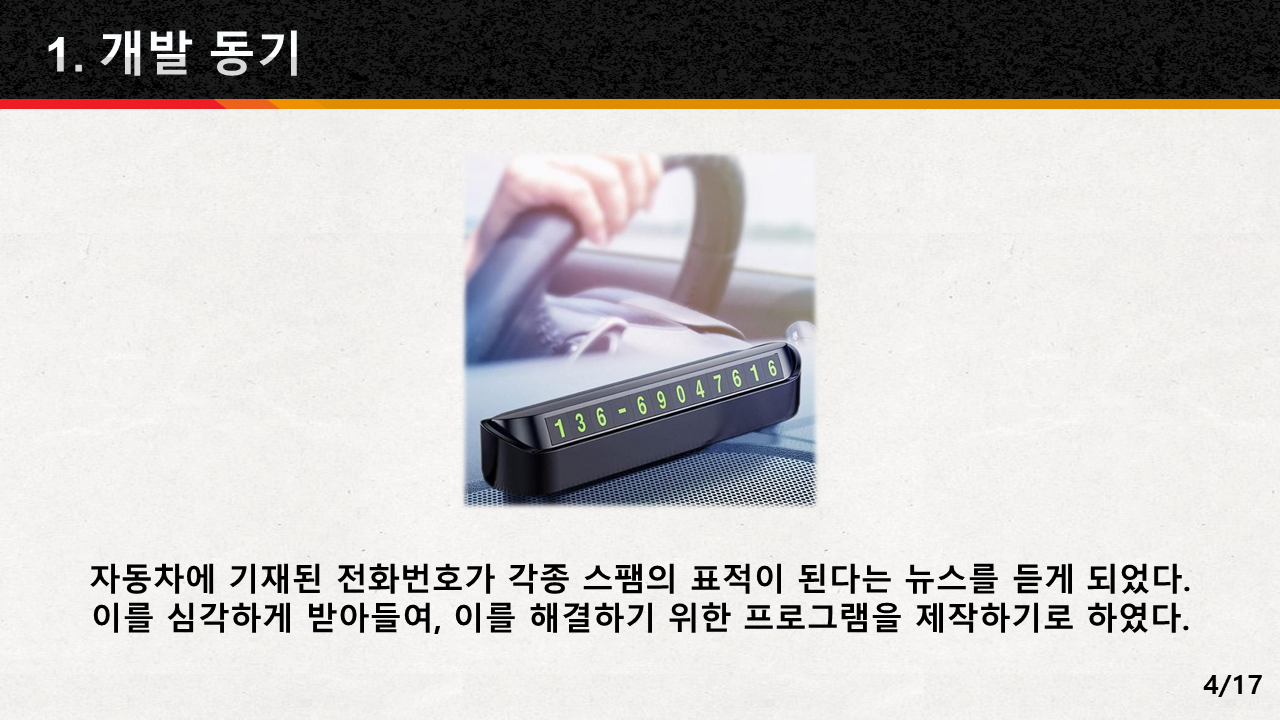 1. 개발 동기
136-69047616
자동차에 기재된 전화번호가 각종 스팸의 표적이 된다는 뉴스를 듣게 되었다.
이를 심각하게 받아들여, 이를 해결하기 위한 프로그램을 제작하기로 하였다.
4/17